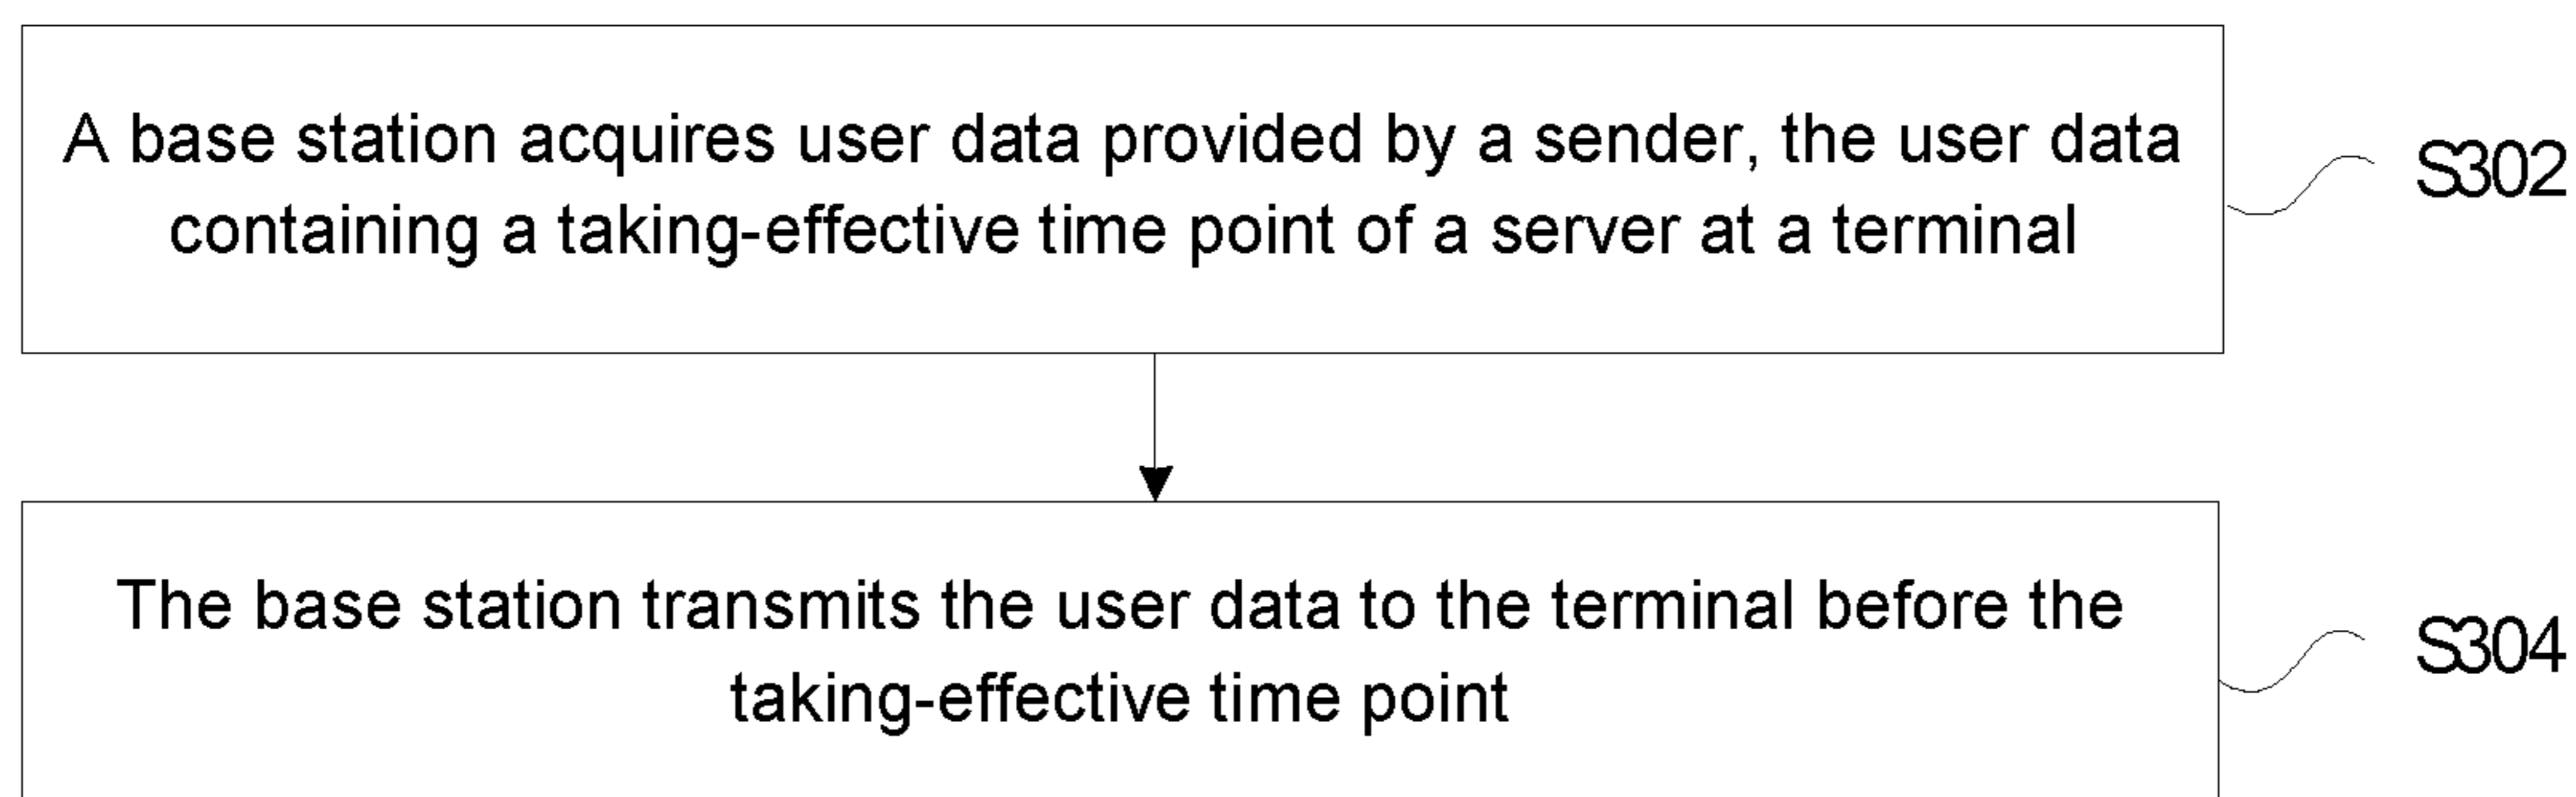 A base station acquires user data provided by a sender, the user data
containing a taking-effective time point of a server at a terminal
S302
The base station transmits the user data to the terminal before the
taking-effective time point
S304